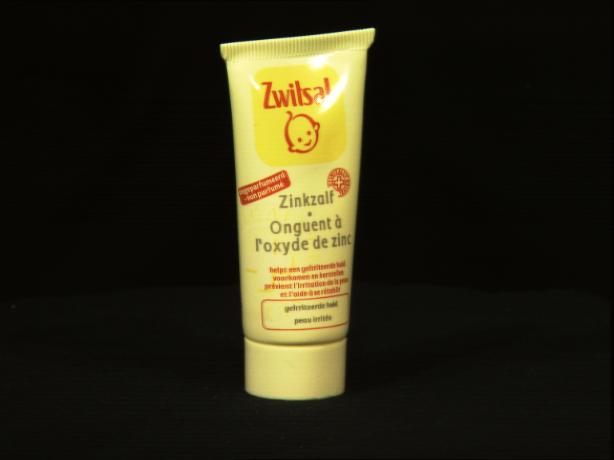 Zwitsal
ongeparfumeerd
non parfumé
Zinkzalf
•
Onguent à
l'oxyde de zinc
helpt een geïrriteerde huid
voorkomen en herstellen
prévient l'irritation de la peau
et l'aide à se rétablir
geïrriteerde huid
peau irritée